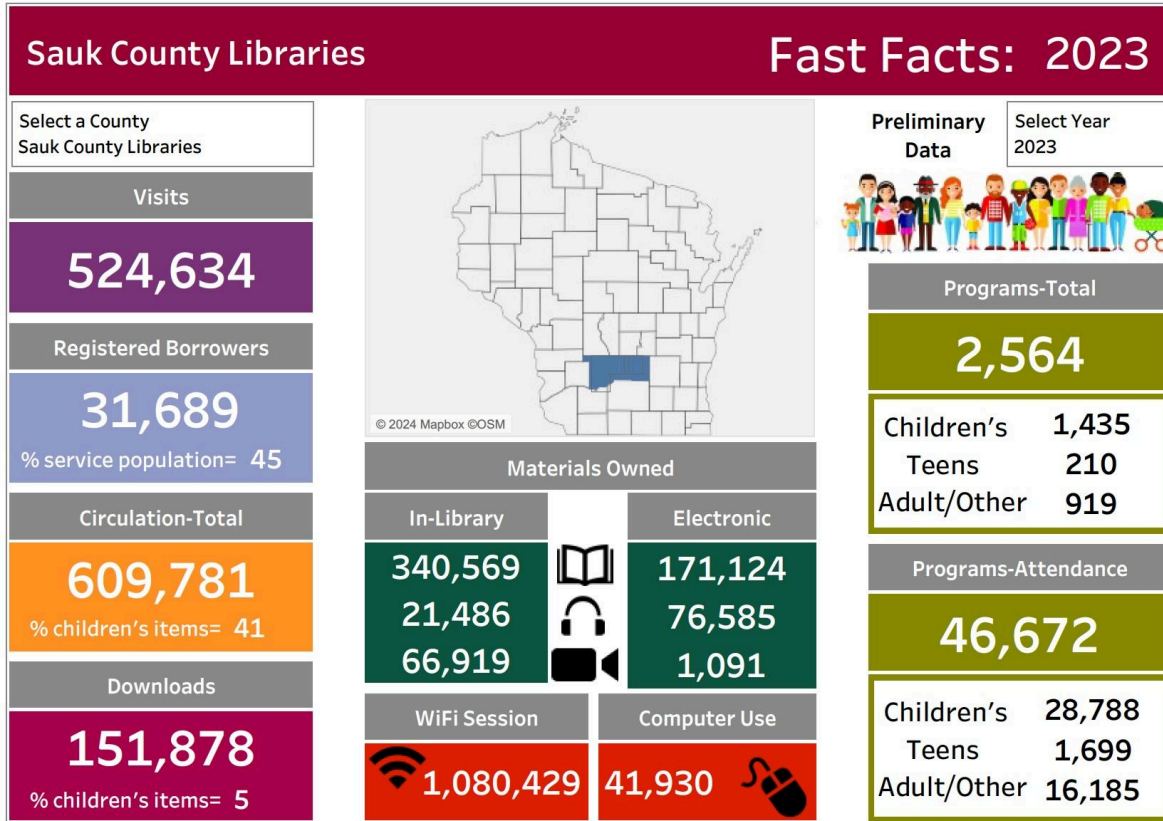 Sauk County Libraries
Fast Facts: 2023
Select a County
Sauk County Libraries
Visits
524,634
Registered Borrowers
31,689
% service population= 45
Circulation-Total
609,781
% children's items= 41
Downloads
151,878
% children's items= 5
© 2024 Mapbox ©OSM
Materials Owned
In-Library
Electronic
340,569
171,124
21,486
76,585
66,919
1,091
WiFi Session
1,080,429
Computer Use
41,930
Preliminary
Data
Select Year
2023
Programs-Total
2,564
Children's 1,435
Teens 210
Adult/Other 919
Programs-Attendance
46,672
Children's 28,788
Teens 1,699
Adult/Other 16,185